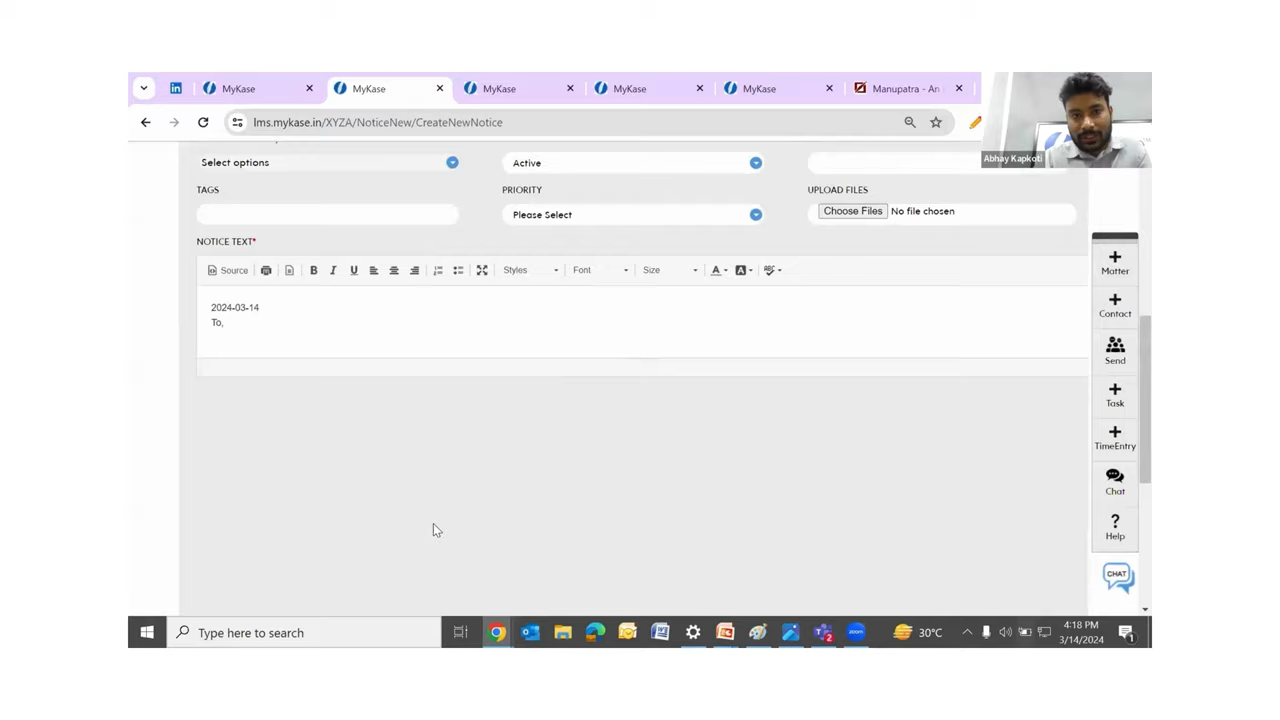 MyKase
MyKase
MyKase
MyKase
MyKase
Manupatra - An
lms.mykase.in/XYZA/NoticeNew/CreateNewNotice
Abhay Kapkoti
Select options
Active
TAGS
PRIORITY
UPLOAD FILES
Please Select
Choose Files No file chosen
NOTICE TEXT*
Source
B I U
Styles
Font
Size
A
A
ABC
2024-03-14
To,
Matter
Contact
Send
Task
TimeEntry
Chat
Help
CHAT
Type here to search
30°C
4:18 PM
3/14/2024